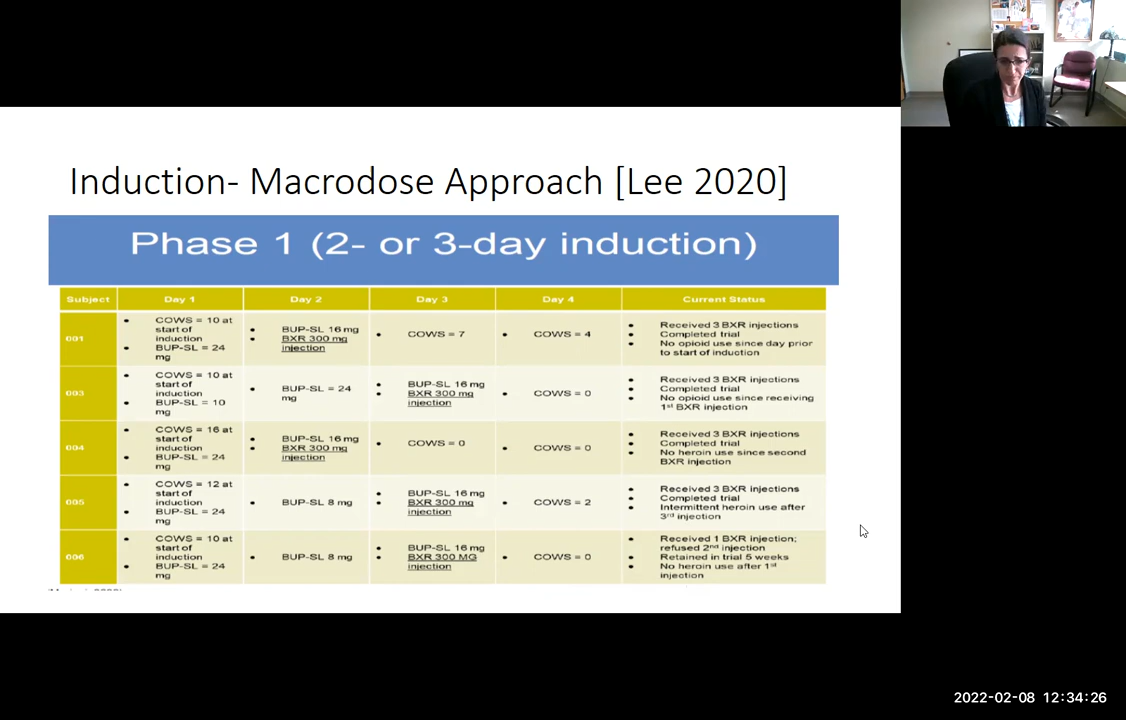 Induction- Macrodose Approach [Lee 2020]
Phase 1 (2- or 3-day induction)
Subject
Day 1
Day 2
Day 3
Day 4
Current Status
001
• COWS = 10 at
start of
induction
• BUP-SL = 24
mg
• BUP-SL 16 mg
• BXR 300 mg
injection
• COWS = 7
• COWS = 4
• Received 3 BXR injections
• Completed trial
• No opioid use since day prior
to start of induction
003
• COWS = 10 at
start of
induction
• BUP-SL = 10
mg
• BUP-SL = 24
mg
• BUP-SL 16 mg
• BXR 300 mg
injection
• COWS = 0
• Received 3 BXR injections
• Completed trial
• No opioid use since receiving
1st BXR injection
004
• COWS = 16 at
start of
induction
• BUP-SL = 24
mg
• BUP-SL 16 mg
• BXR 300 mg
injection
• COWS = 0
• COWS = 0
• Received 3 BXR injections
• Completed trial
• No heroin use since second
BXR injection
005
• COWS = 12 at
start of
induction
• BUP-SL = 24
mg
• BUP-SL 8 mg
• BUP-SL 16 mg
• BXR 300 mg
injection
• COWS = 2
• Received 3 BXR injections
• Completed trial
• Intermittent heroin use after
3rd injection
006
• COWS = 10 at
start of
induction
• BUP-SL = 24
mg
• BUP-SL 8 mg
• BUP-SL 16 mg
• BXR 300 MG
injection
• COWS = 0
• Received 1 BXR injection;
refused 2nd injection
• Retained in trial 5 weeks
• No heroin use after 1st
injection
2022-02-08 12:34:26